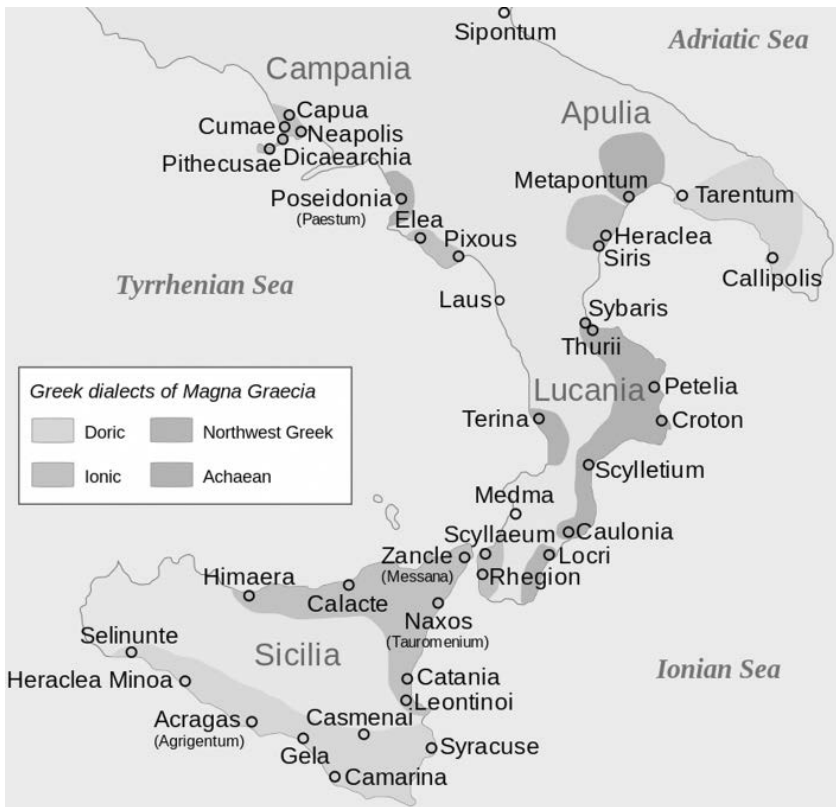 Sipontum
Adriatic Sea
Campania
Capua
Apulia
Cumae
Neapolis
Pithecusae
Dicaearchia
Metapontum
Tarentum
Poseidonia
(Paestum)
Elea
Heraclea
Pixous
Siris
Callipolis
Tyrrhenian Sea
Laus
Sybaris
Thurii
Greek dialects of Magna Graecia
Doric
Northwest Greek
Ionic
Achaean
Lucania
Petelia
Terina
Croton
Scylletium
Medma
Scyllaeum
Caulonia
Zancle
(Messana)
Locri
Himaera
Rhegion
Calacte
Naxos
(Tauromenium)
Selinunte
Sicilia
Ionian Sea
Heraclea Minoa
Catania
Leontinoi
Acragas
(Agrigentum)
Casmenai
Gela
Syracuse
Camarina